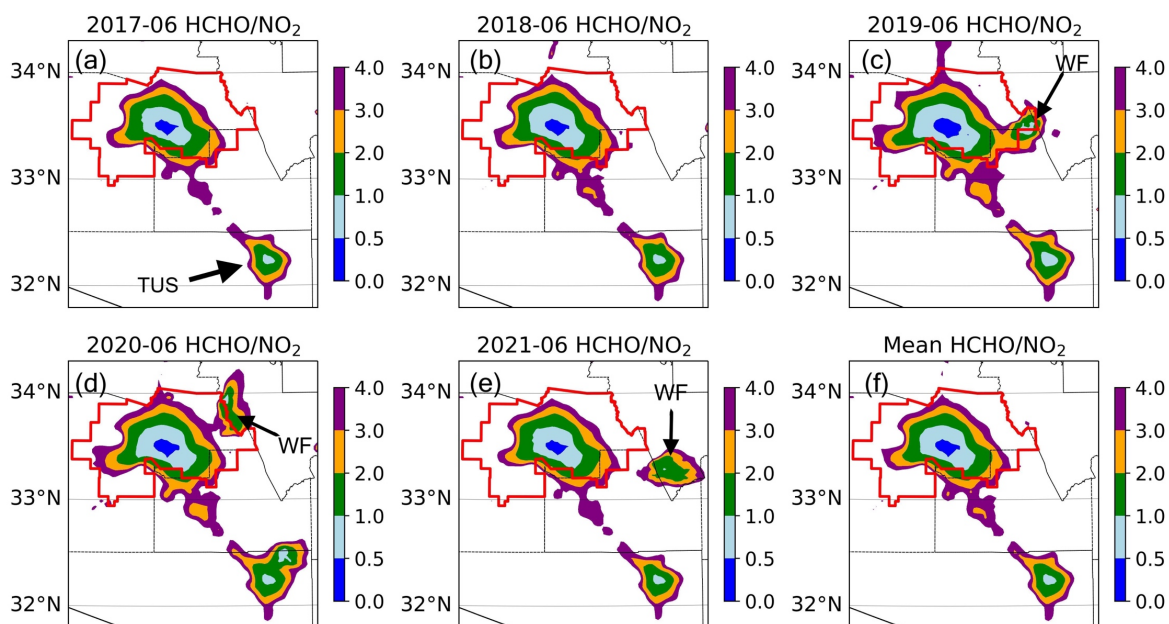 2017-06 HCHO/NO₂
2018-06 HCHO/NO₂
2019-06 HCHO/NO₂
(a)
(b)
(c)
WF
34°N
33°N
32°N
TUS
4.0
3.0
2.0
1.0
0.5
0.0
34°N
33°N
32°N
4.0
3.0
2.0
1.0
0.5
0.0
34°N
33°N
32°N
4.0
3.0
2.0
1.0
0.5
0.0
2020-06 HCHO/NO₂
2021-06 HCHO/NO₂
Mean HCHO/NO₂
(d)
(e)
(f)
WF
WF
34°N
33°N
32°N
4.0
3.0
2.0
1.0
0.5
0.0
34°N
33°N
32°N
4.0
3.0
2.0
1.0
0.5
0.0
34°N
33°N
32°N
4.0
3.0
2.0
1.0
0.5
0.0